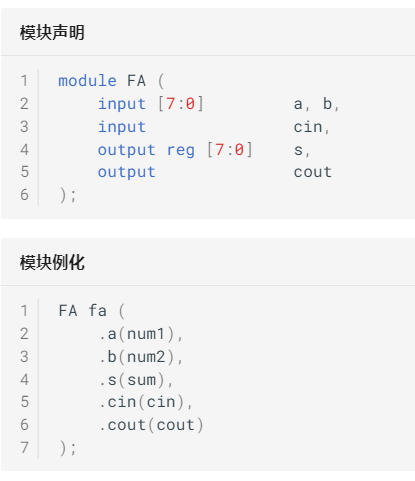 模块声明
1 module FA (
2     input [7:0]         a, b,
3     input               cin,
4     output reg [7:0]    s,
5     output              cout
6 );
模块例化
1 FA fa (
2     .a(num1),
3     .b(num2),
4     .s(sum),
5     .cin(cin),
6     .cout(cout)
7 );